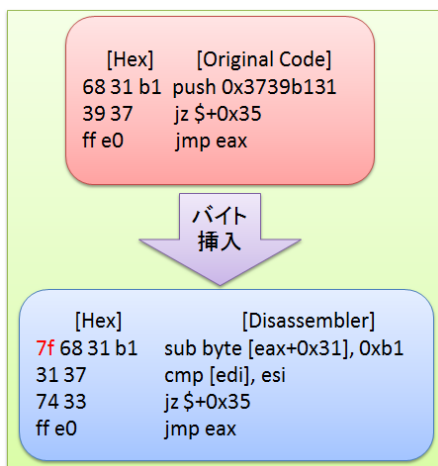 [Hex] [Original Code]
68 31 b1 push 0x3739b131
39 37 jz $+0x35
ff e0 jmp eax
バイト
挿入
[Hex] [Disassembler]
7f 68 31 b1 sub byte [eax+0x31], 0xb1
31 37 cmp [edi], esi
74 33 jz $+0x35
ff e0 jmp eax